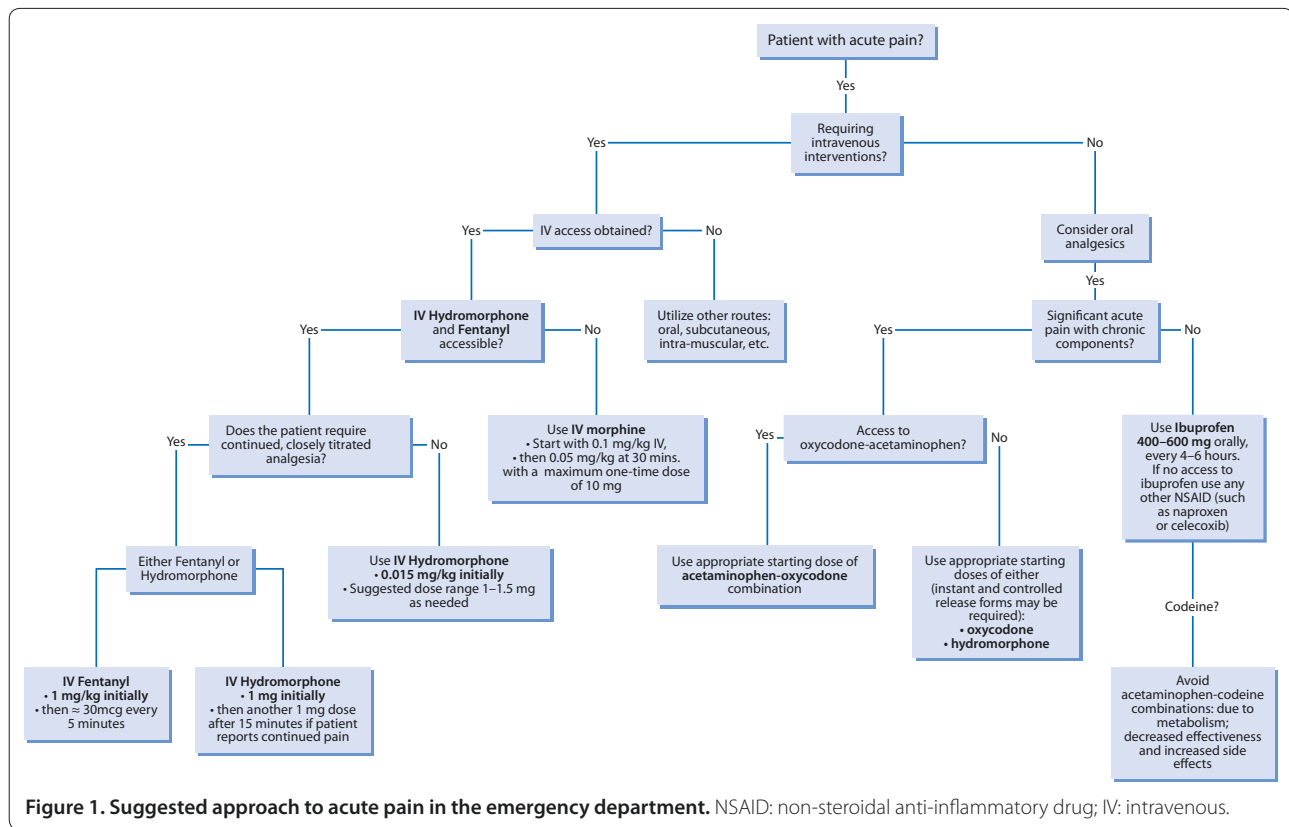 Patient with acute pain?
Yes
Requiring
intravenous
interventions?
Yes
No
IV access obtained?
Yes
No
Consider oral
analgesics
Yes
IV Hydromorphone
and Fentanyl
accessible?
Yes
No
Utilize other routes:
oral, subcutaneous,
intra-muscular, etc.
Significant acute
pain with chronic
components?
Yes
No
Does the patient require
continued, closely titrated
analgesia?
Yes
No
Use IV morphine
• Start with 0.1 mg/kg IV,
• then 0.05 mg/kg at 30 mins.
with a maximum one-time dose
of 10 mg
Access to
oxycodone-acetaminophen?
Yes
No
Use Ibuprofen
400–600 mg orally,
every 4–6 hours.
If no access to
ibuprofen use any
other NSAID (such
as naproxen
or celecoxib)
Either Fentanyl or
Hydromorphone
Use IV Hydromorphone
• 0.015 mg/kg initially
• Suggested dose range 1–1.5 mg
as needed
Use appropriate starting dose of
acetaminophen-oxycodone
combination
Use appropriate starting
doses of either
(instant and controlled
release forms may be
required):
• oxycodone
• hydromorphone
Codeine?
IV Fentanyl
• 1 mg/kg initially
• then ≈ 30mcg every
5 minutes
IV Hydromorphone
• 1 mg initially
• then another 1 mg dose
after 15 minutes if patient
reports continued pain
Avoid
acetaminophen-codeine
combinations: due to
metabolism;
decreased effectiveness
and increased side
effects
Figure 1. Suggested approach to acute pain in the emergency department. NSAID: non-steroidal anti-inflammatory drug; IV: intravenous.